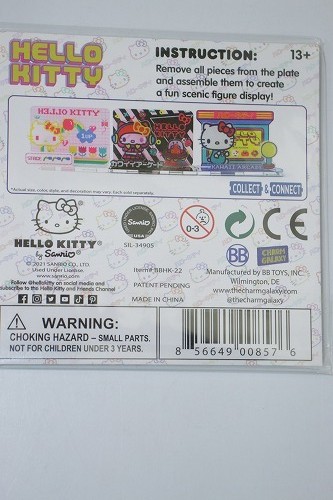 HELLO
KITTY
INSTRUCTION:
13+
Remove all pieces from the plate
and assemble them to create
a fun scenic figure display!
カワイイアーケード
KAWAII ARCADE
*Actual size, color, style, and decoration may vary. Each sold separately.
COLLECT & CONNECT
HELLO KITTY
by Sanrio
© 2021 SANRIO CO., LTD.
Used Under License.
www.sanrio.com
Follow @hellokitty on social media and
subscribe to the Hello Kitty and Friends Channel
Sanrio
SIL-34905
0-3
CE
Item# BBHK-22
PATENT PENDING
MADE IN CHINA
BB
CHARM
GALAXY
Manufactured by BB TOYS, INC
Wilmington, DE
www.thecharmgalaxy.com
@thecharmgalaxy
WARNING:
CHOKING HAZARD – SMALL PARTS.
NOT FOR CHILDREN UNDER 3 YEARS.
8 56649 00857 6